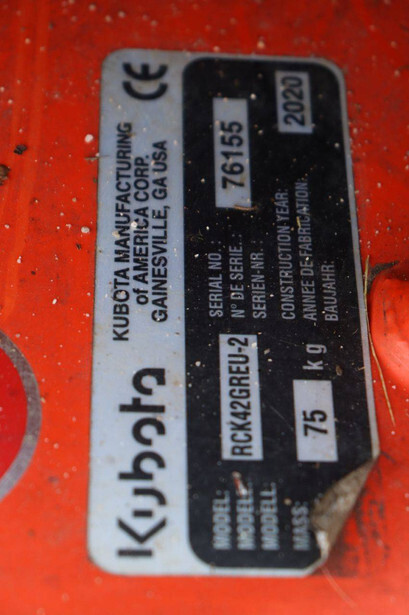 Kubota
KUBOTA MANUFACTURING
of AMERICA CORP.
GAINESVILLE, GA USA
CE
MODEL:
MODELE:
MODELL:
RCK42GREU-2
SERIAL NO.:
N° DE SERIE.:
SERIEN-NR.:
76155
MASS:
75 kg
CONSTRUCTION YEAR:
ANNÉE DE FABRICATION:
BAUJAHR:
2020